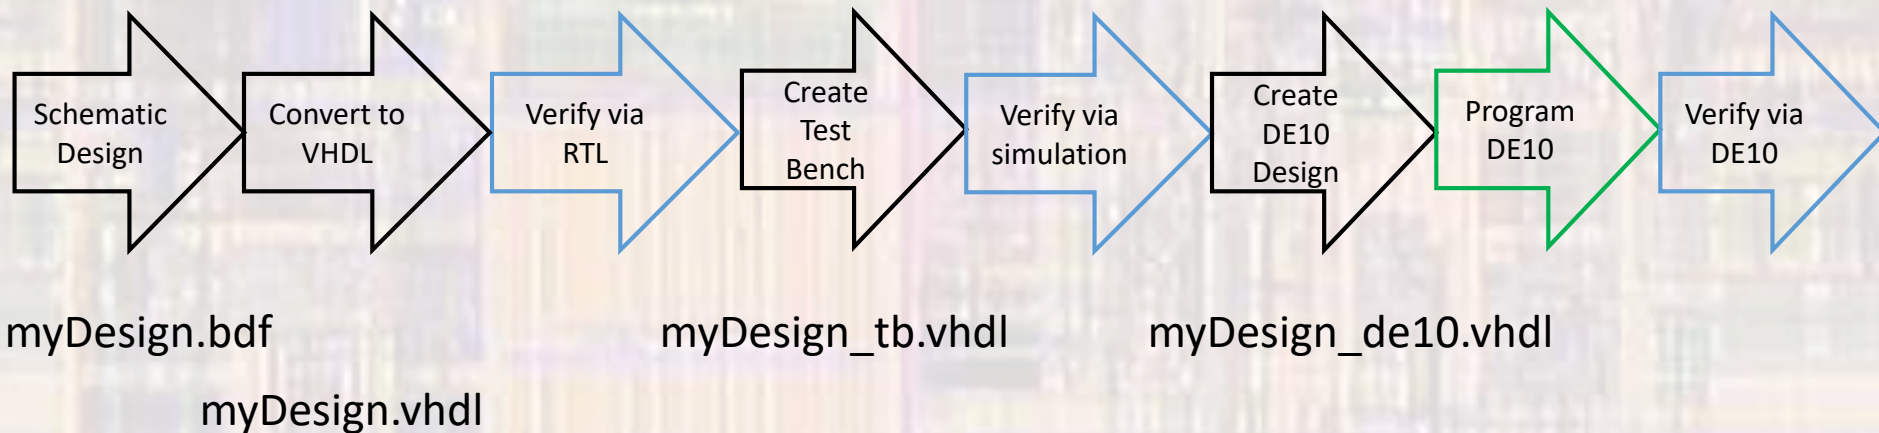 Schematic
Design
Convert to
VHDL
Verify via
RTL
Create
Test
Bench
Verify via
simulation
Create
DE10
Design
Program
DE10
Verify via
DE10
myDesign.bdf
myDesign_tb.vhdl
myDesign_de10.vhdl
myDesign.vhdl